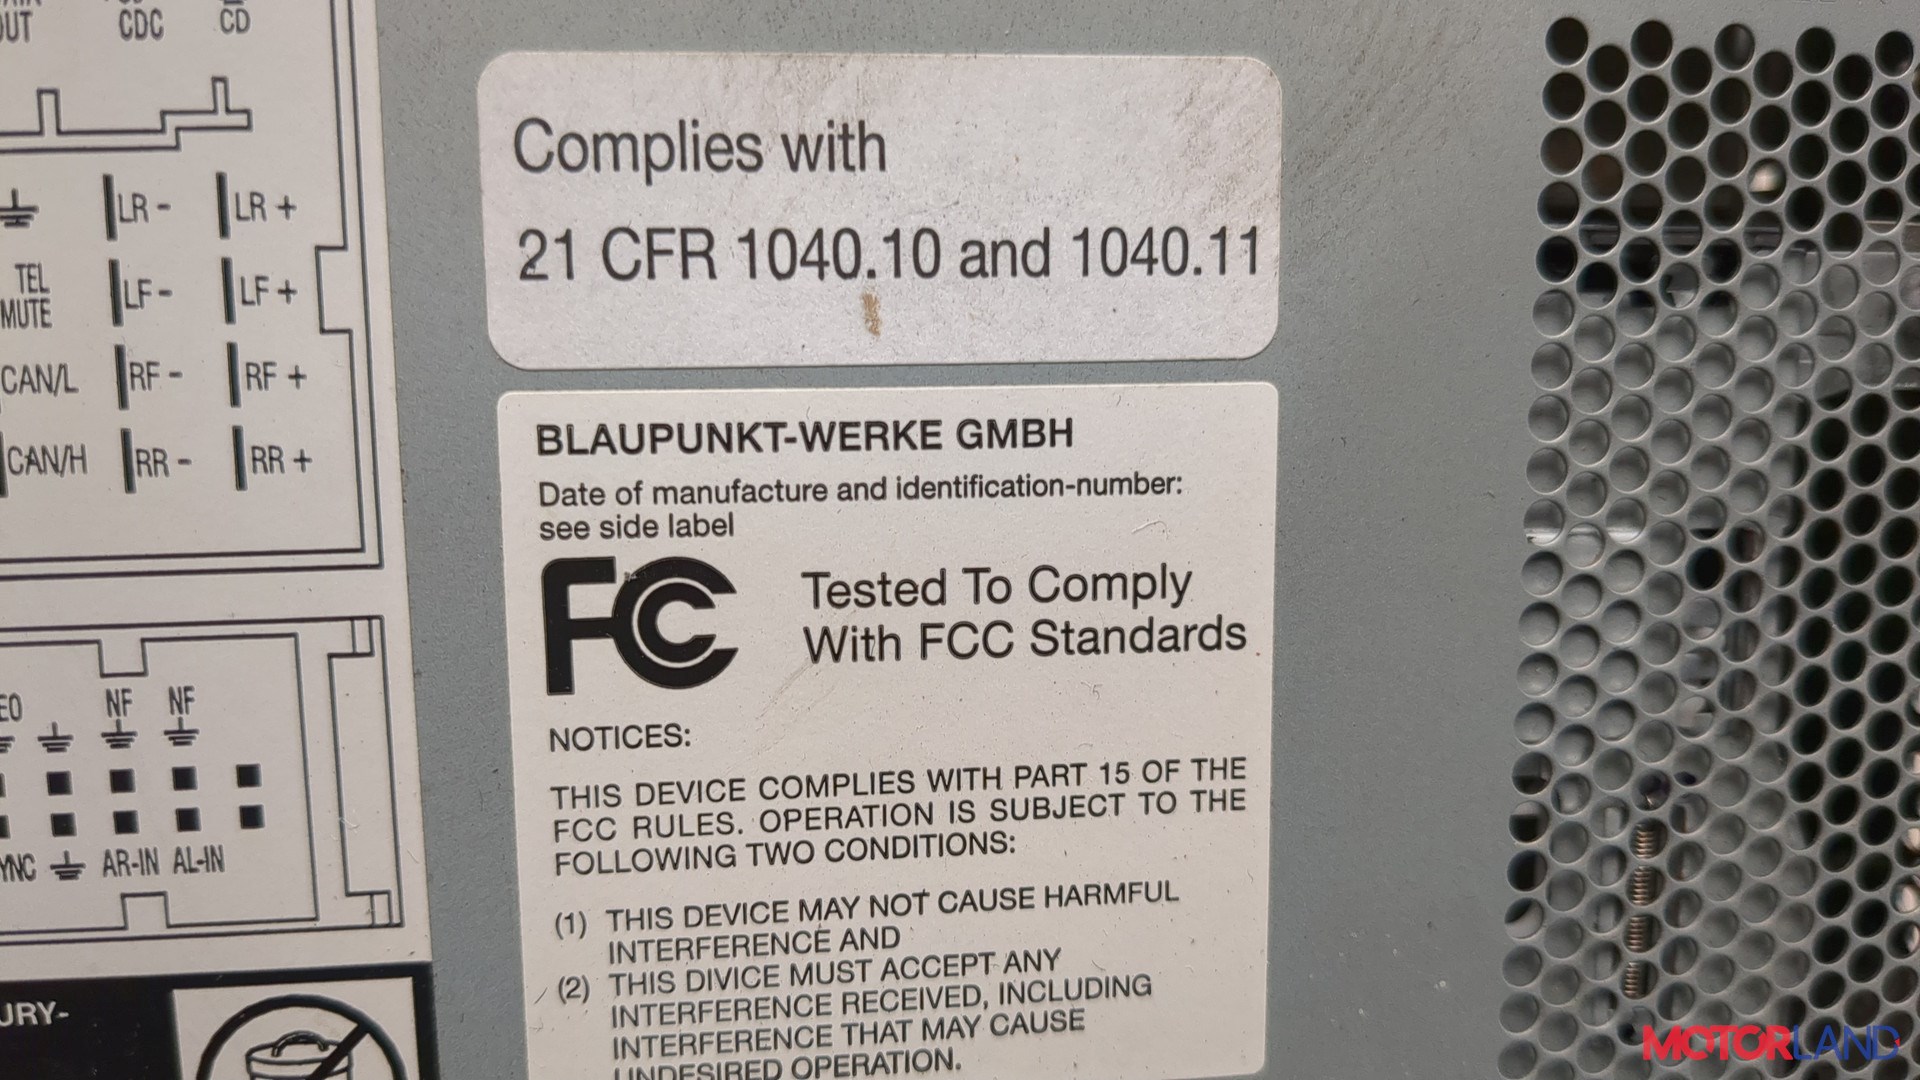 OUT CDC CD
LR - LR +
TEL
MUTE LF - LF +
CAN/L RF - RF +
CAN/H RR - RR +
NF NF
AR-IN AL-IN
Complies with
21 CFR 1040.10 and 1040.11
BLAUPUNKT-WERKE GMBH
Date of manufacture and identification-number:
see side label
FC
Tested To Comply
With FCC Standards
NOTICES:
THIS DEVICE COMPLIES WITH PART 15 OF THE
FCC RULES. OPERATION IS SUBJECT TO THE
FOLLOWING TWO CONDITIONS:
(1) THIS DEVICE MAY NOT CAUSE HARMFUL
INTERFERENCE AND
(2) THIS DIVICE MUST ACCEPT ANY
INTERFERENCE RECEIVED, INCLUDING
INTERFERENCE THAT MAY CAUSE
UNDESIRED OPERATION.
MOTORLAND